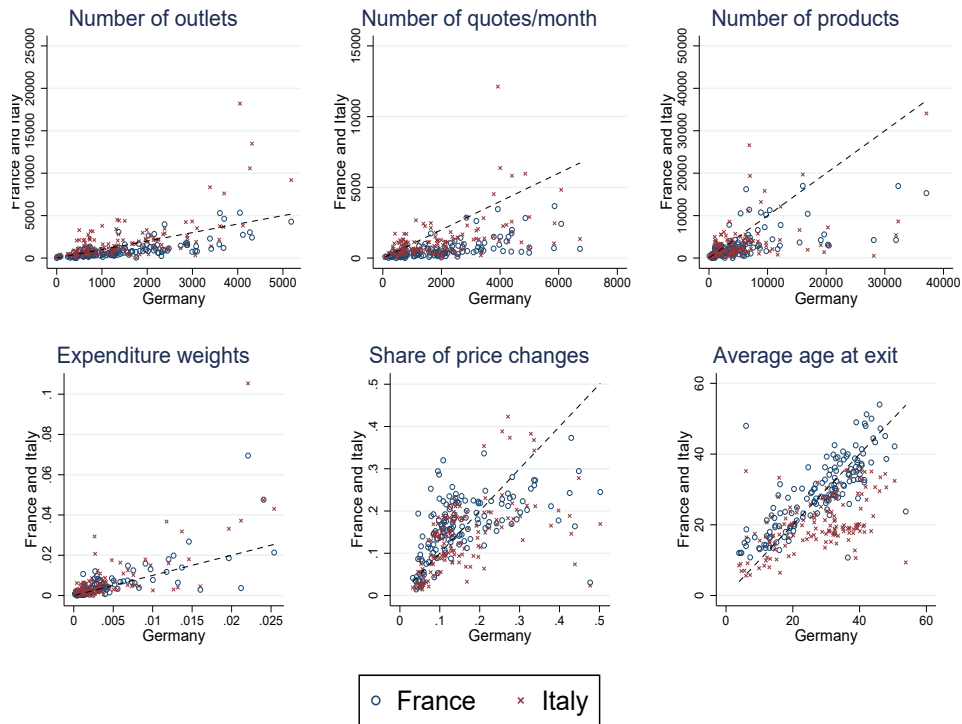 Number of outlets
Number of quotes/month
Number of products
France and Italy
0 5000 10000 15000 20000 25000
0 1000 2000 3000 4000 5000
Germany
France and Italy
0 5000 10000 15000
0 2000 4000 6000 8000
Germany
France and Italy
0 10000 20000 30000 40000 50000
0 10000 20000 30000 40000
Germany
Expenditure weights
Share of price changes
Average age at exit
France and Italy
0 .02 .04 .06 .08 .1
0 .005 .01 .015 .02 .025
Germany
France and Italy
0 .1 .2 .3 .4 .5
0 .1 .2 .3 .4 .5
Germany
France and Italy
0 20 40 60
0 20 40 60
Germany
France Italy